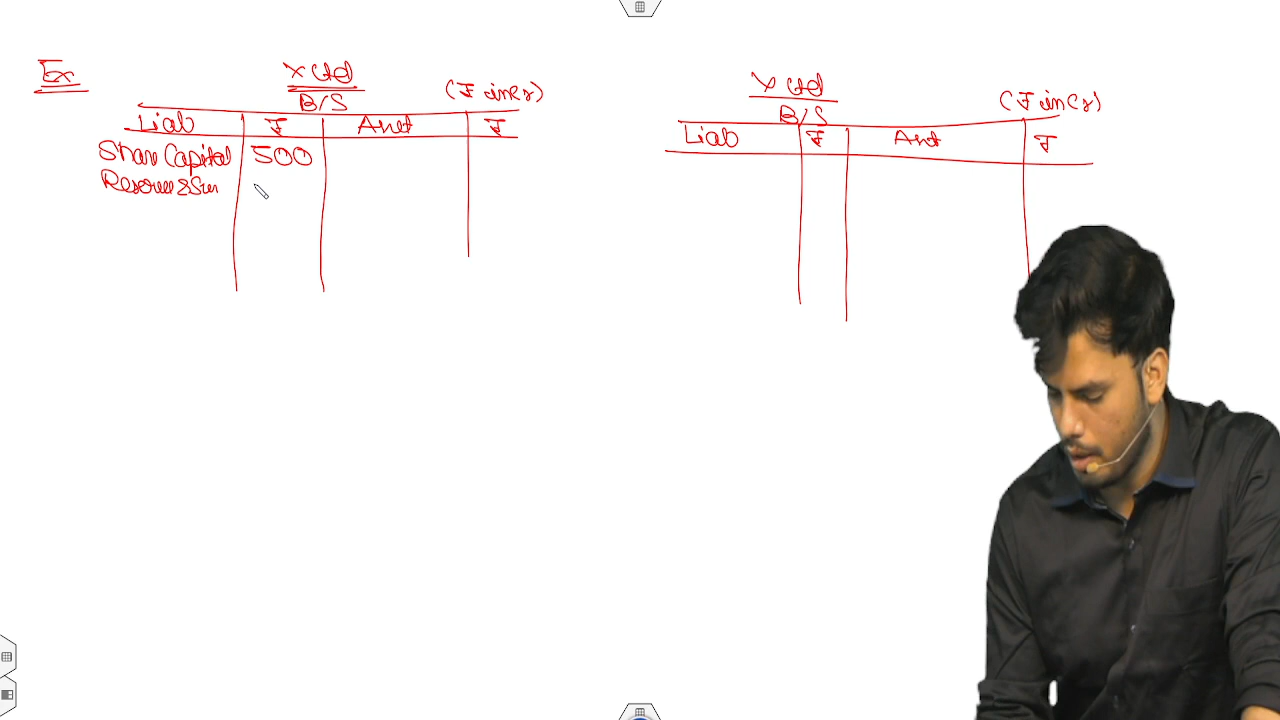 Ex
X Ltd
B/S
(₹ in Cr)
Liab ₹ Asset ₹
Share Capital 500
Reserve & Sur
Y Ltd
B/S
(₹ in Cr)
Liab ₹ Asset ₹